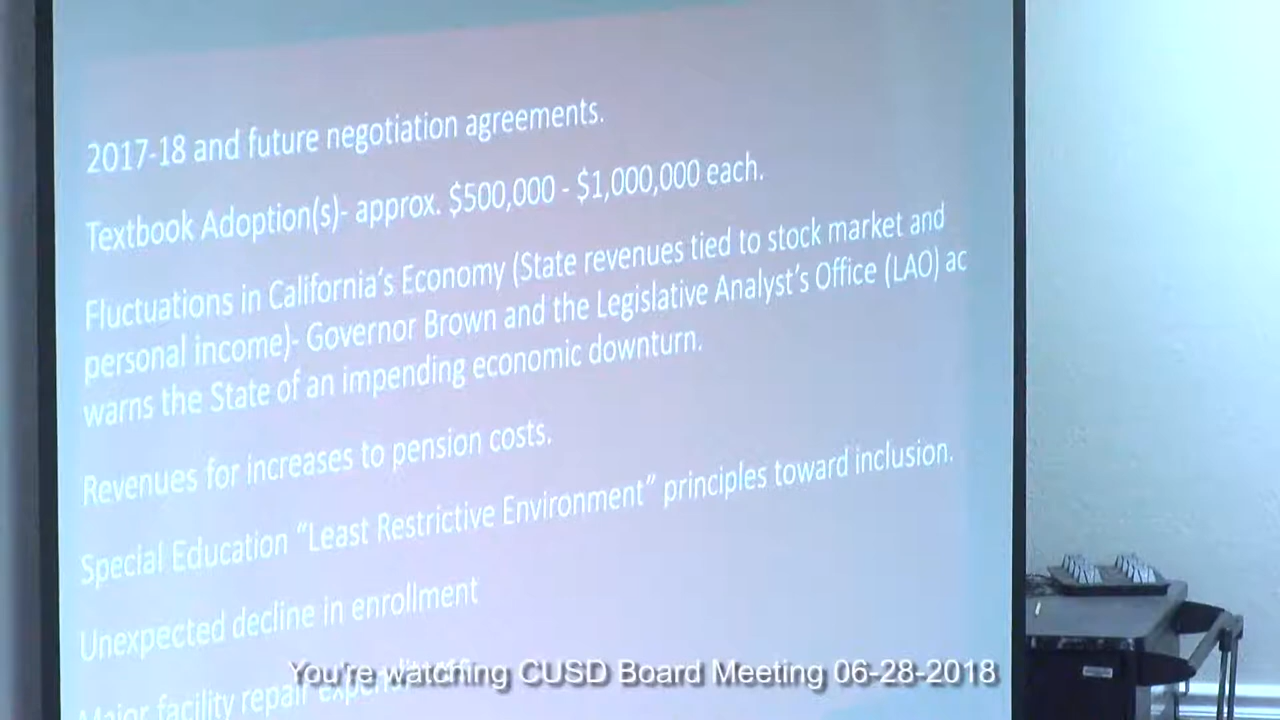 2017-18 and future negotiation agreements.
Textbook Adoption(s)- approx. $500,000 - $1,000,000 each.
Fluctuations in California's Economy (State revenues tied to stock market and
personal income)- Governor Brown and the Legislative Analyst's Office (LAO) ac
warns the State of an impending economic downturn.
Revenues for increases to pension costs.
Special Education “Least Restrictive Environment” principles toward inclusion.
Unexpected decline in enrollment
Major facility repair
You're watching CUSD Board Meeting 06-28-2018